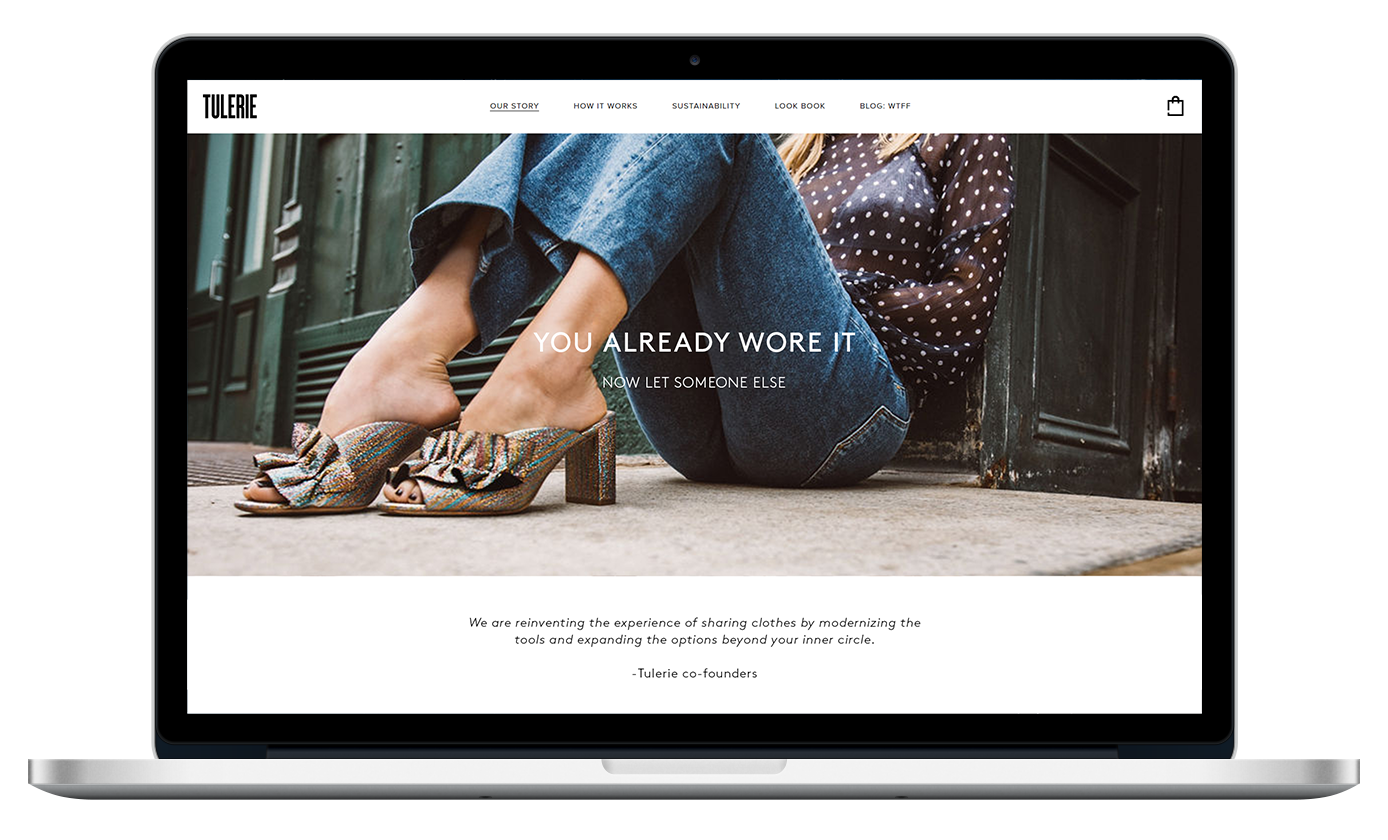 TULERIE
OUR STORY
HOW IT WORKS
SUSTAINABILITY
LOOK BOOK
BLOG: WTFF
YOU ALREADY WORE IT
NOW LET SOMEONE ELSE
We are reinventing the experience of sharing clothes by modernizing the
tools and expanding the options beyond your inner circle.
-Tulerie co-founders